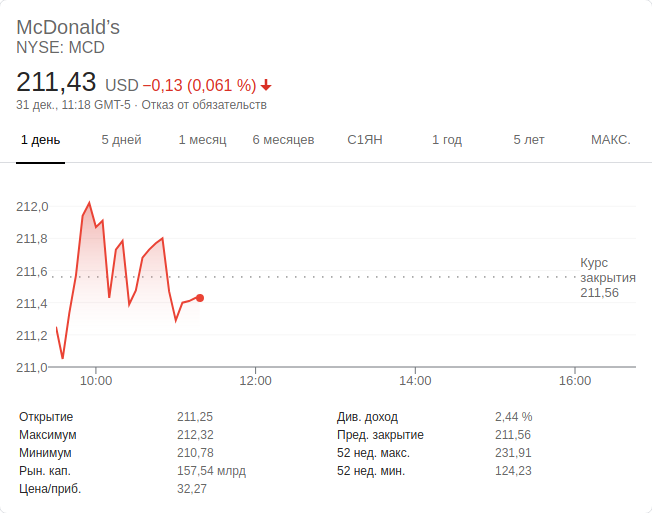 McDonald’s
NYSE: MCD
211,43 USD −0,13 (0,061 %)
31 дек., 11:18 GMT-5 · Отказ от обязательств
1 день 5 дней 1 месяц 6 месяцев С1ЯН 1 год 5 лет МАКС.
212,0
211,8
211,6
211,4
211,2
211,0
Курс
закрытия
211,56
10:00 12:00 14:00 16:00
Открытие 211,25 Див. доход 2,44 %
Максимум 212,32 Пред. закрытие 211,56
Минимум 210,78 52 нед. макс. 231,91
Рын. кап. 157,54 млрд 52 нед. мин. 124,23
Цена/приб. 32,27